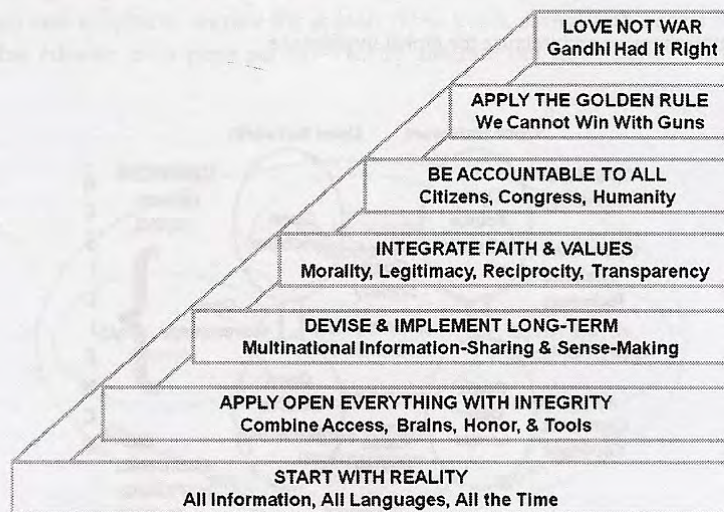 LOVE NOT WAR
Gandhi Had It Right
APPLY THE GOLDEN RULE
We Cannot Win With Guns
BE ACCOUNTABLE TO ALL
Citizens, Congress, Humanity
INTEGRATE FAITH & VALUES
Morality, Legitimacy, Reciprocity, Transparency
DEVISE & IMPLEMENT LONG-TERM
Multinational Information-Sharing & Sense-Making
APPLY OPEN EVERYTHING WITH INTEGRITY
Combine Access, Brains, Honor, & Tools
START WITH REALITY
All Information, All Languages, All the Time